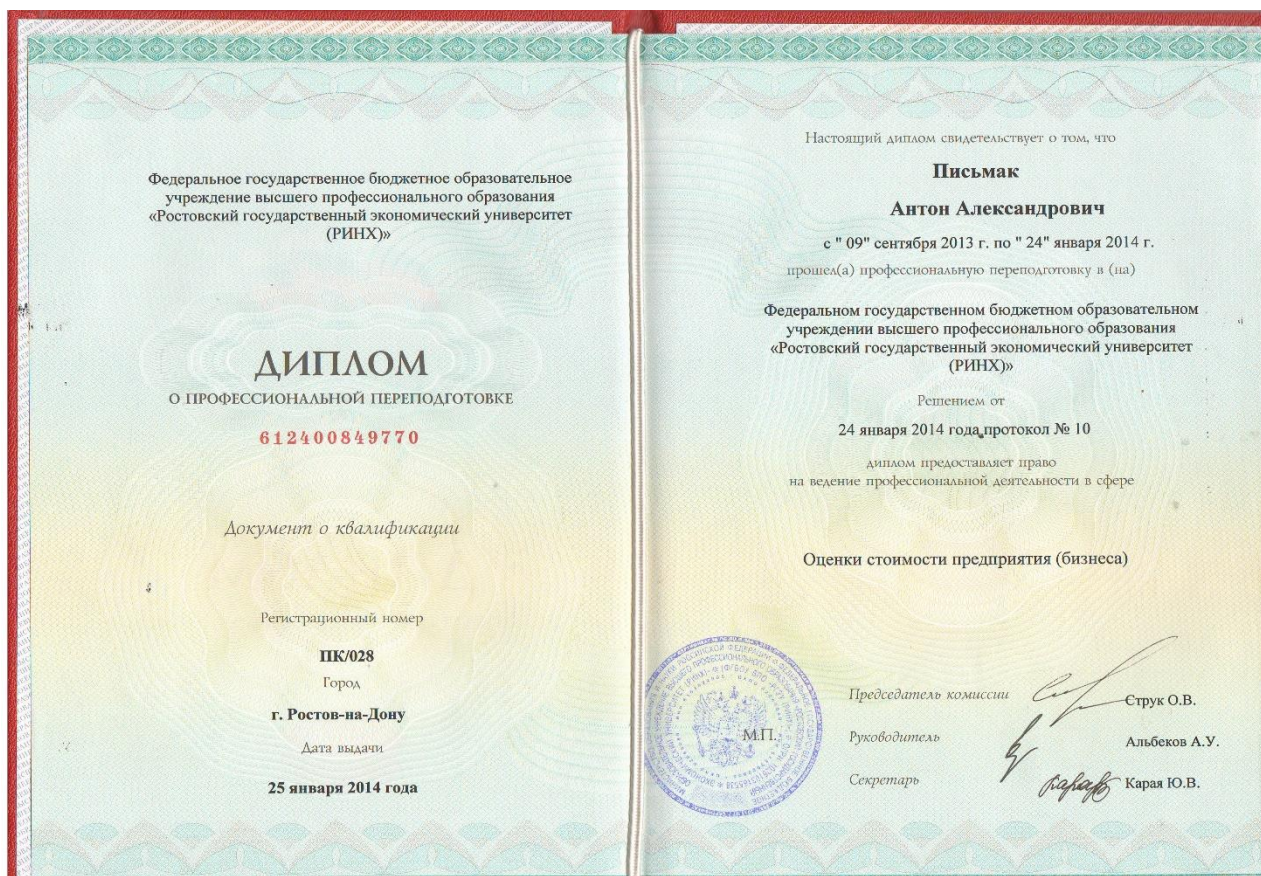 Федеральное государственное бюджетное образовательное
учреждение высшего профессионального образования
«Ростовский государственный экономический университет
(РИНХ)»
ДИПЛОМ
О ПРОФЕССИОНАЛЬНОЙ ПЕРЕПОДГОТОВКЕ
612400849770
Документ о квалификации
Регистрационный номер
ПК/028
Город
г. Ростов-на-Дону
Дата выдачи
25 января 2014 года
Настоящий диплом свидетельствует о том, что
Письмак
Антон Александрович
с " 09" сентября 2013 г. по " 24" января 2014 г.
прошел(а) профессиональную переподготовку в (на)
Федеральном государственном бюджетном образовательном
учреждении высшего профессионального образования
«Ростовский государственный экономический университет
(РИНХ)»
Решением от
24 января 2014 года,протокол № 10
диплом предоставляет право
на ведение профессиональной деятельности в сфере
Оценки стоимости предприятия (бизнеса)
Председатель комиссии
Струк О.В.
М.П.
Руководитель
Альбеков А.У.
Секретарь
Карая Ю.В.